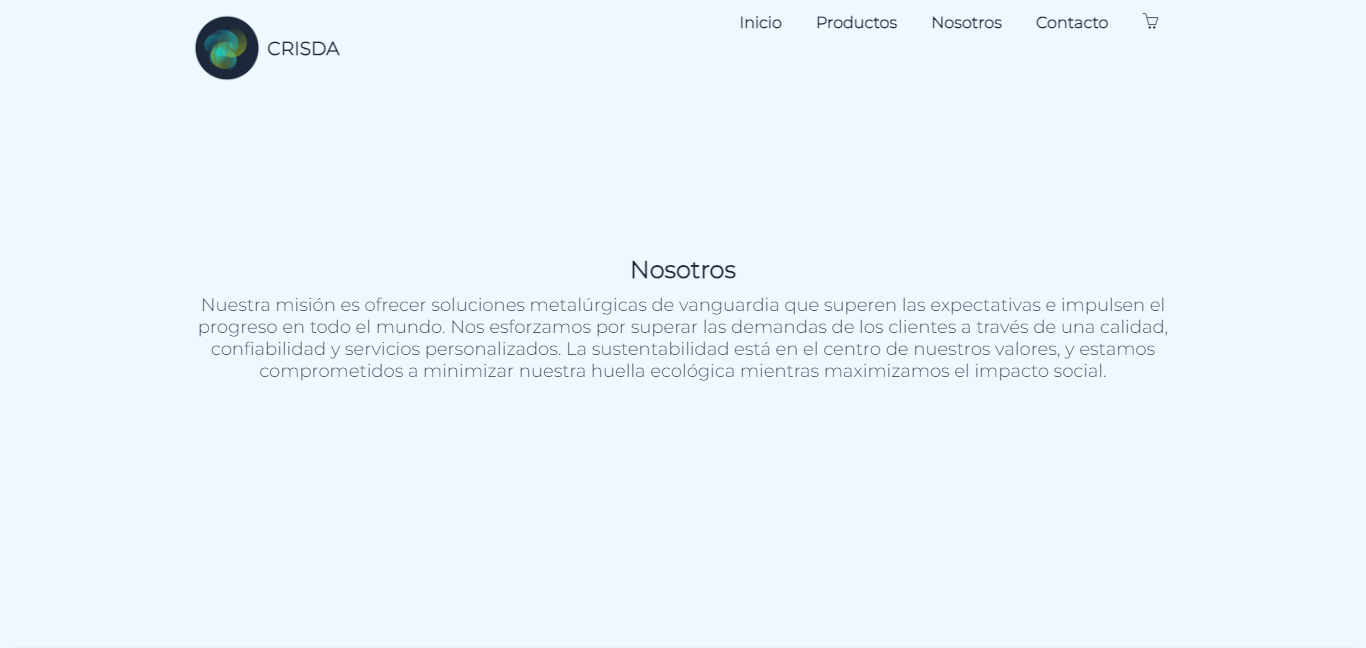 CRISDA
Inicio Productos Nosotros Contacto
Nosotros
Nuestra misión es ofrecer soluciones metalúrgicas de vanguardia que superen las expectativas e impulsen el
progreso en todo el mundo. Nos esforzamos por superar las demandas de los clientes a través de una calidad,
confiabilidad y servicios personalizados. La sustentabilidad está en el centro de nuestros valores, y estamos
comprometidos a minimizar nuestra huella ecológica mientras maximizamos el impacto social.